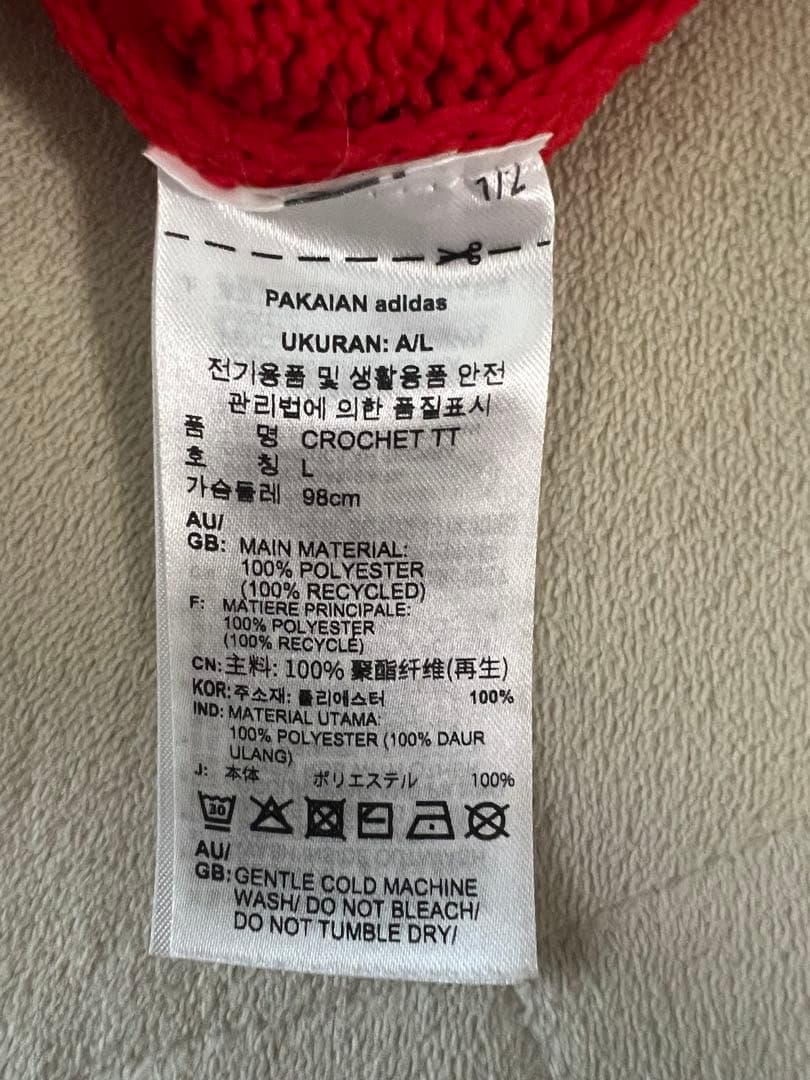 1/2
PAKAIAN adidas
UKURAN: A/L
전기용품 및 생활용품 안전
관리법에 의한 품질표시
품 명 CROCHET TT
호 칭 L
가슴둘레 98cm
AU/
GB: MAIN MATERIAL:
100% POLYESTER
(100% RECYCLED)
F: MATIERE PRINCIPALE:
100% POLYESTER
(100% RECYCLÉ)
CN: 主料: 100% 聚酯纤维(再生)
KOR: 주소재: 폴리에스터 100%
IND: MATERIAL UTAMA:
100% POLYESTER (100% DAUR
ULANG)
J: 本体 ポリエステル 100%
30
AU/
GB: GENTLE COLD MACHINE
WASH/ DO NOT BLEACH/
DO NOT TUMBLE DRY/